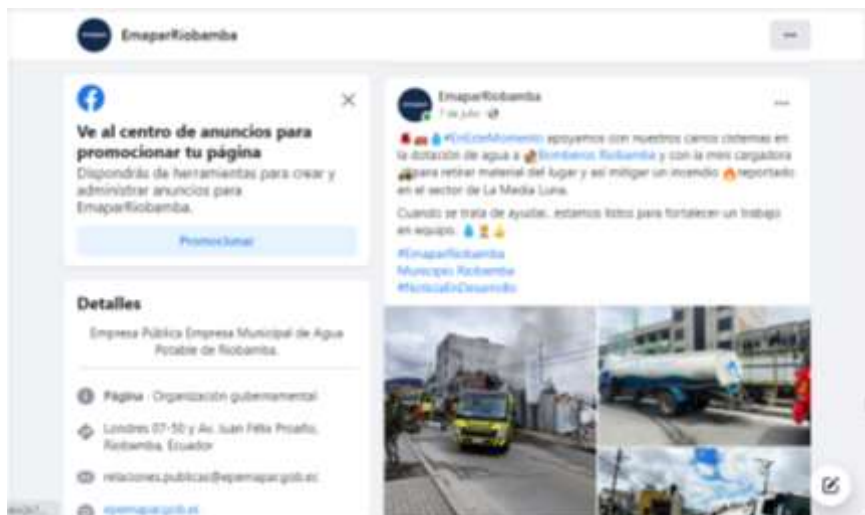 EmaparRiobamba
Ve al centro de anuncios para
promocionar tu página
Dispondrás de herramientas para crear y
administrar anuncios para
EmaparRiobamba.
Promocionar
Detalles
Empresa Pública Empresa Municipal de Agua
Potable de Riobamba.
Página · Organización gubernamental
Londres 07-50 y Av. Juan Félix Proaño,
Riobamba, Ecuador
relaciones.publicas@epemapar.gob.ec
epemapar.gob.ec
EmaparRiobamba
7 de julio
#EnEsteMomento apoyamos con nuestros carros cisternas en
la dotación de agua a Bomberos Riobamba y con la mini cargadora
para retirar material del lugar y así mitigar un incendio reportado
en el sector de La Media Luna.
Cuando se trata de ayudar, estamos listos para fortalecer un trabajo
en equipo.
#EmaparRiobamba
Municipio Riobamba
#NoticiaEnDesarrollo